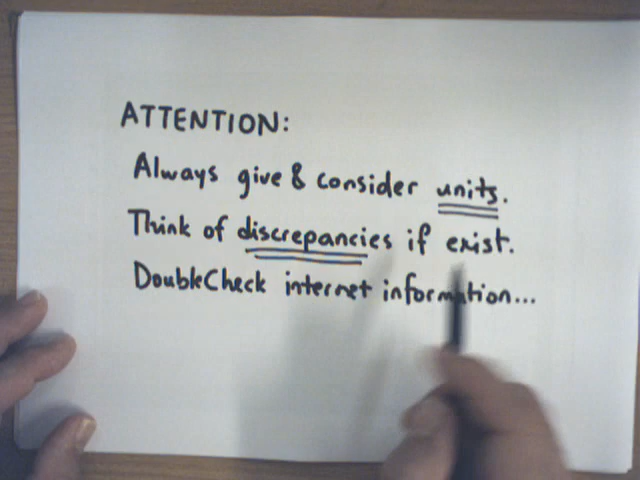 ATTENTION:
Always give & consider units.
Think of discrepancies if exist.
DoubleCheck internet information...